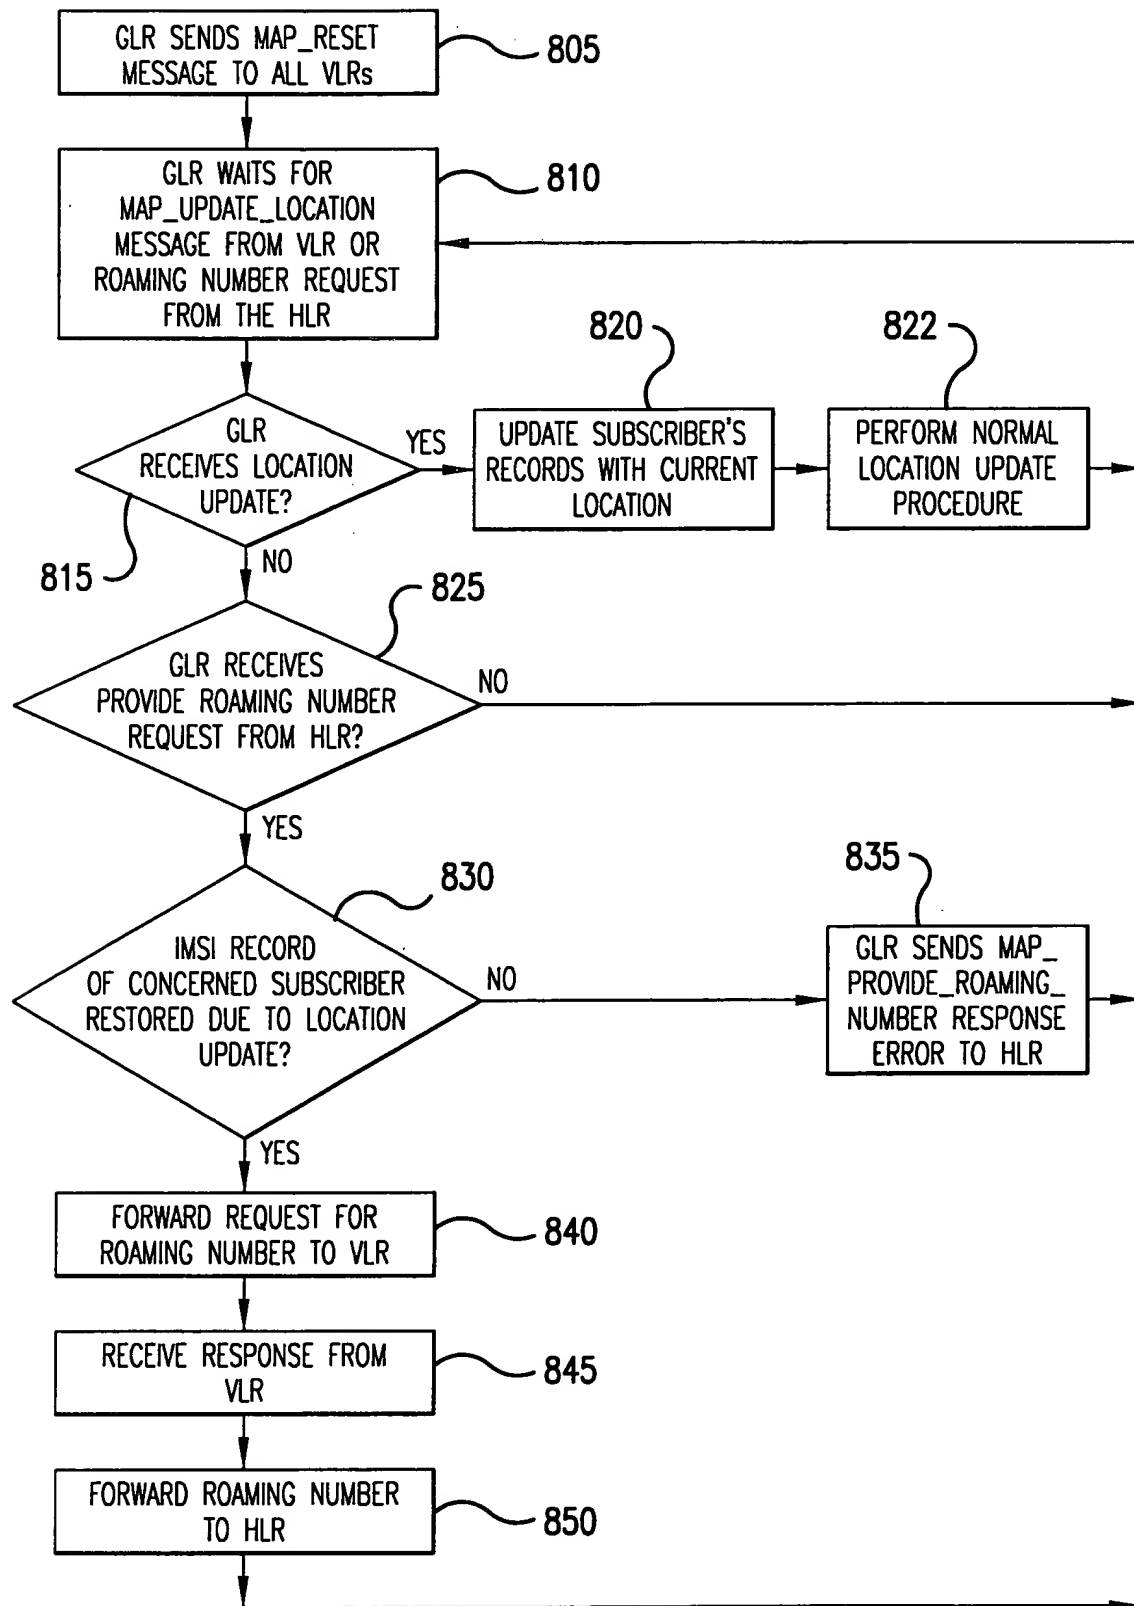 GLR SENDS MAP_RESET
MESSAGE TO ALL VLRs
805
GLR WAITS FOR
MAP_UPDATE_LOCATION
MESSAGE FROM VLR OR
ROAMING NUMBER REQUEST
FROM THE HLR
810
GLR
RECEIVES LOCATION
UPDATE?
815
YES
NO
820
UPDATE SUBSCRIBER'S
RECORDS WITH CURRENT
LOCATION
822
PERFORM NORMAL
LOCATION UPDATE
PROCEDURE
825
GLR RECEIVES
PROVIDE ROAMING NUMBER
REQUEST FROM HLR?
NO
YES
830
IMSI RECORD
OF CONCERNED SUBSCRIBER
RESTORED DUE TO LOCATION
UPDATE?
NO
YES
835
GLR SENDS MAP_
PROVIDE_ROAMING_
NUMBER RESPONSE
ERROR TO HLR
FORWARD REQUEST FOR
ROAMING NUMBER TO VLR
840
RECEIVE RESPONSE FROM
VLR
845
FORWARD ROAMING NUMBER
TO HLR
850